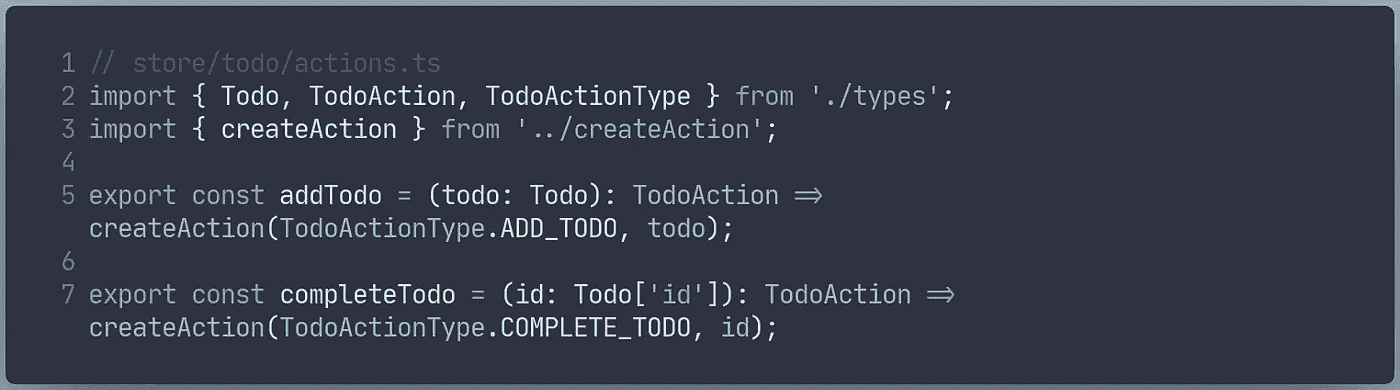 1 // store/todo/actions.ts
2 import { Todo, TodoAction, TodoActionType } from './types';
3 import { createAction } from '../createAction';
4
5 export const addTodo = (todo: Todo): TodoAction =>
createAction(TodoActionType.ADD_TODO, todo);
6
7 export const completeTodo = (id: Todo['id']): TodoAction =>
createAction(TodoActionType.COMPLETE_TODO, id);